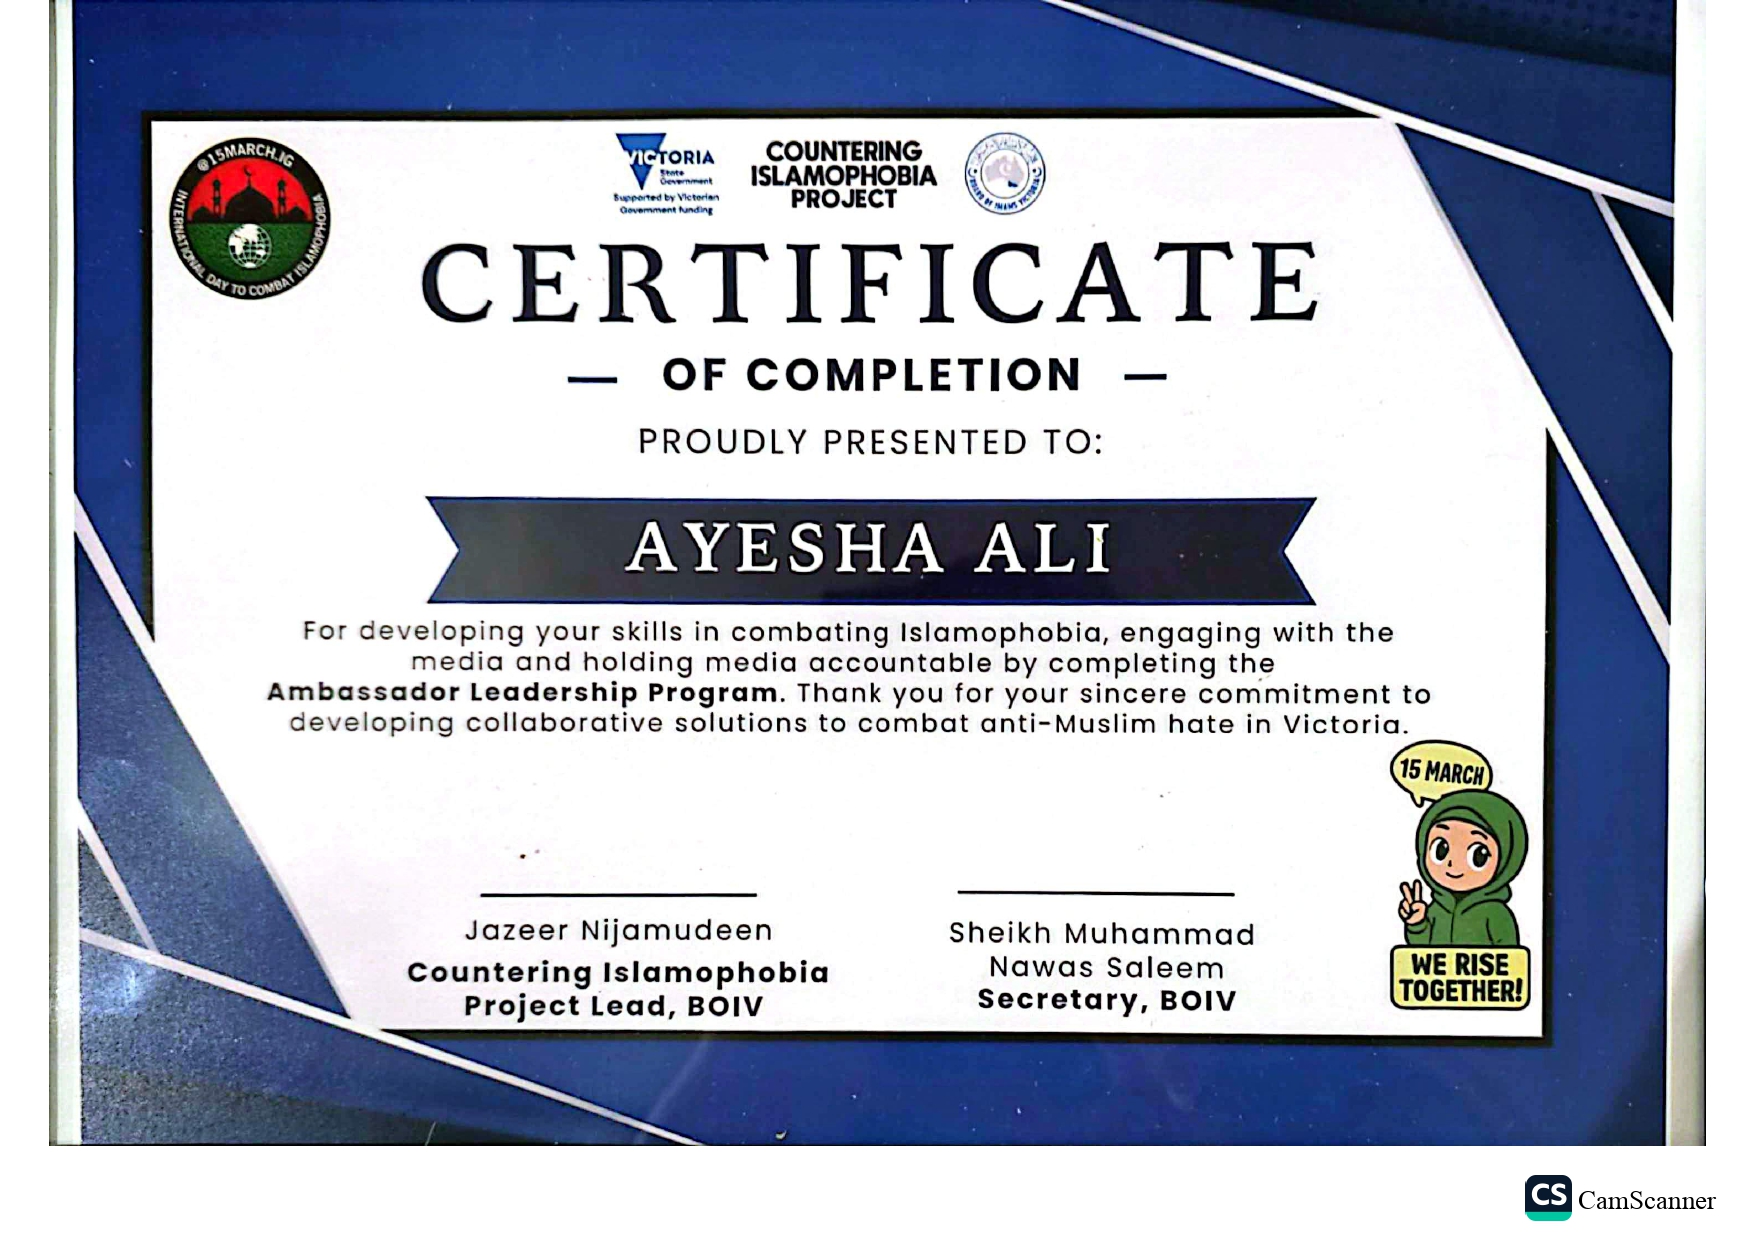 @15MARCH.IG
INTERNATIONAL DAY TO COMBAT ISLAMOPHOBIA
VICTORIA
State
Government
Supported by Victorian
Government funding
COUNTERING
ISLAMOPHOBIA
PROJECT
BOARD OF IMAMS VICTORIA
CERTIFICATE
— OF COMPLETION —
PROUDLY PRESENTED TO:
AYESHA ALI
For developing your skills in combating Islamophobia, engaging with the
media and holding media accountable by completing the
Ambassador Leadership Program. Thank you for your sincere commitment to
developing collaborative solutions to combat anti-Muslim hate in Victoria.
15 MARCH
WE RISE
TOGETHER!
Jazeer Nijamudeen
Countering Islamophobia
Project Lead, BOIV
Sheikh Muhammad
Nawas Saleem
Secretary, BOIV
CS CamScanner